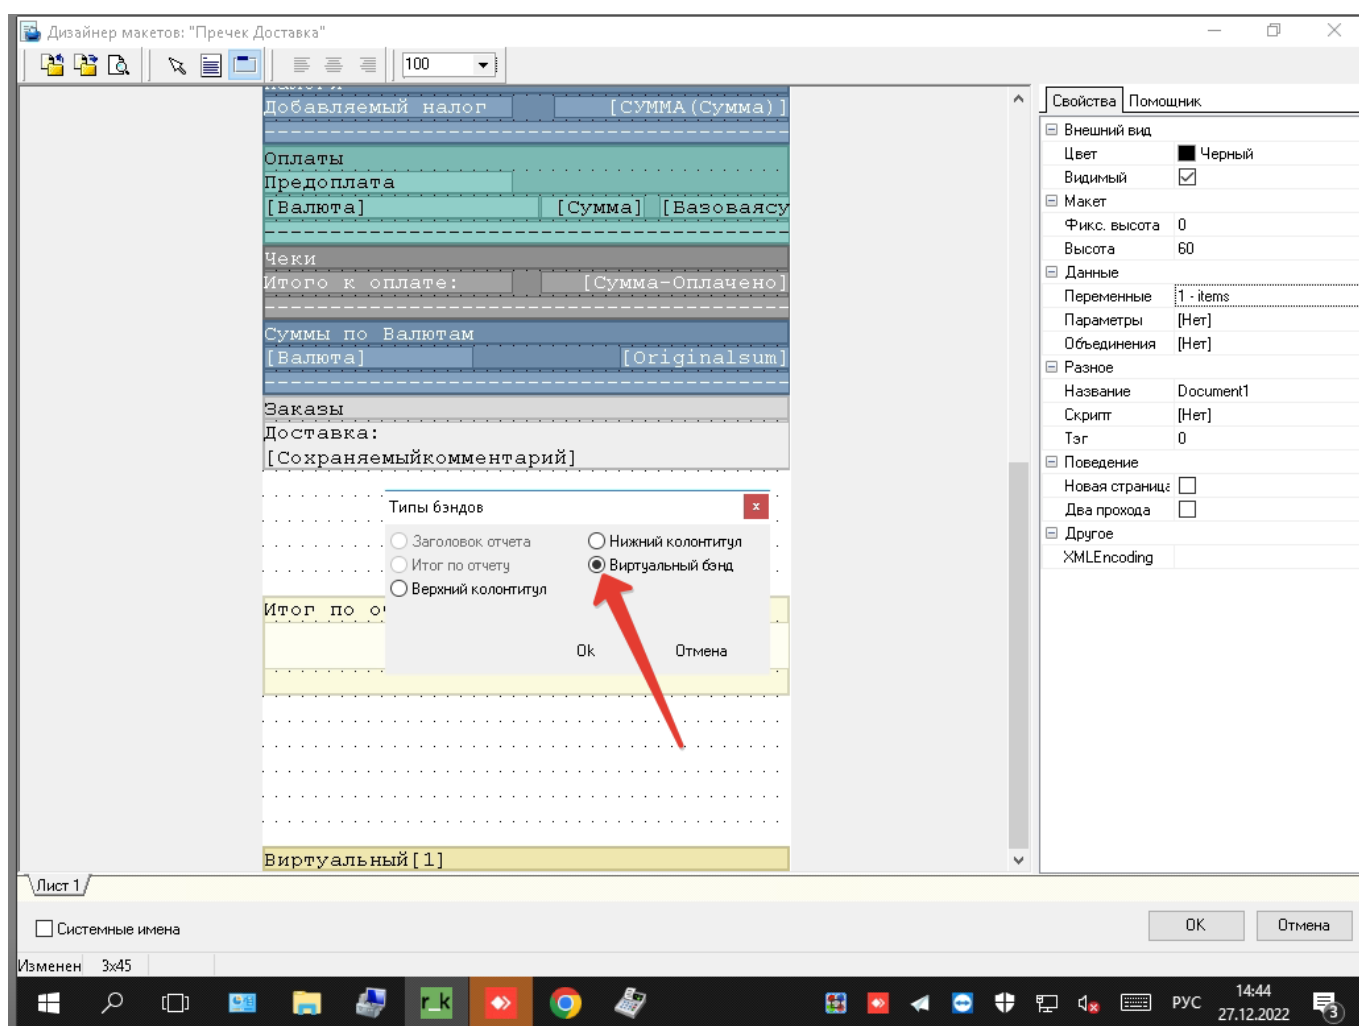 Дизайнер макетов: "Пречек Доставка"
100
Добавляемый налог [СУММА(Сумма)]
Оплаты
Предоплата
[Валюта] [Сумма] [Базоваясу
Чеки
Итого к оплате: [Сумма-Оплачено]
Суммы по Валютам
[Валюта] [Originalsum]
Заказы
Доставка:
[Сохраняемыйкомментарий]
Типы бэндов
Заголовок отчета
Нижний колонтитул
Итог по отчету
Виртуальный бэнд
Верхний колонтитул
Ok Отмена
Итог по о
Виртуальный[1]
Свойства Помощник
Внешний вид
Цвет Черный
Видимый
Макет
Фикс. высота 0
Высота 60
Данные
Переменные 1 - items
Параметры [Нет]
Объединения [Нет]
Разное
Название Document1
Скрипт [Нет]
Тэг 0
Поведение
Новая страница
Два прохода
Другое
XMLEncoding
Лист 1
Системные имена
OK Отмена
Изменен 3x45
r_k
РУС
14:44
27.12.2022
3